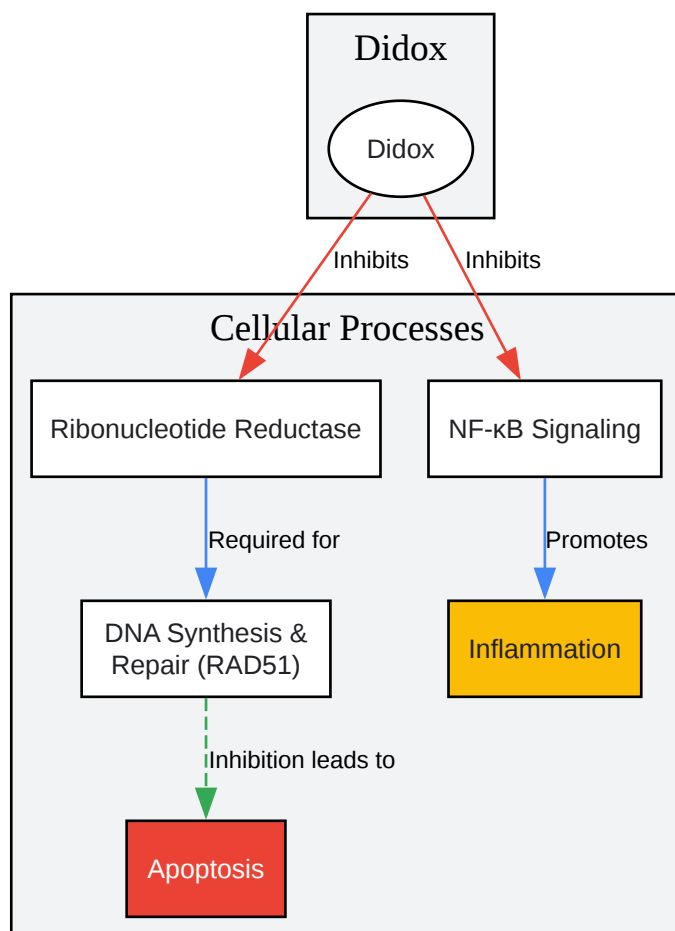 Didox
Didox
Inhibits
Inhibits
Cellular Processes
Ribonucleotide Reductase
NF-κB Signaling
Required for
Promotes
DNA Synthesis &
Repair (RAD51)
Inflammation
Inhibition leads to
Apoptosis